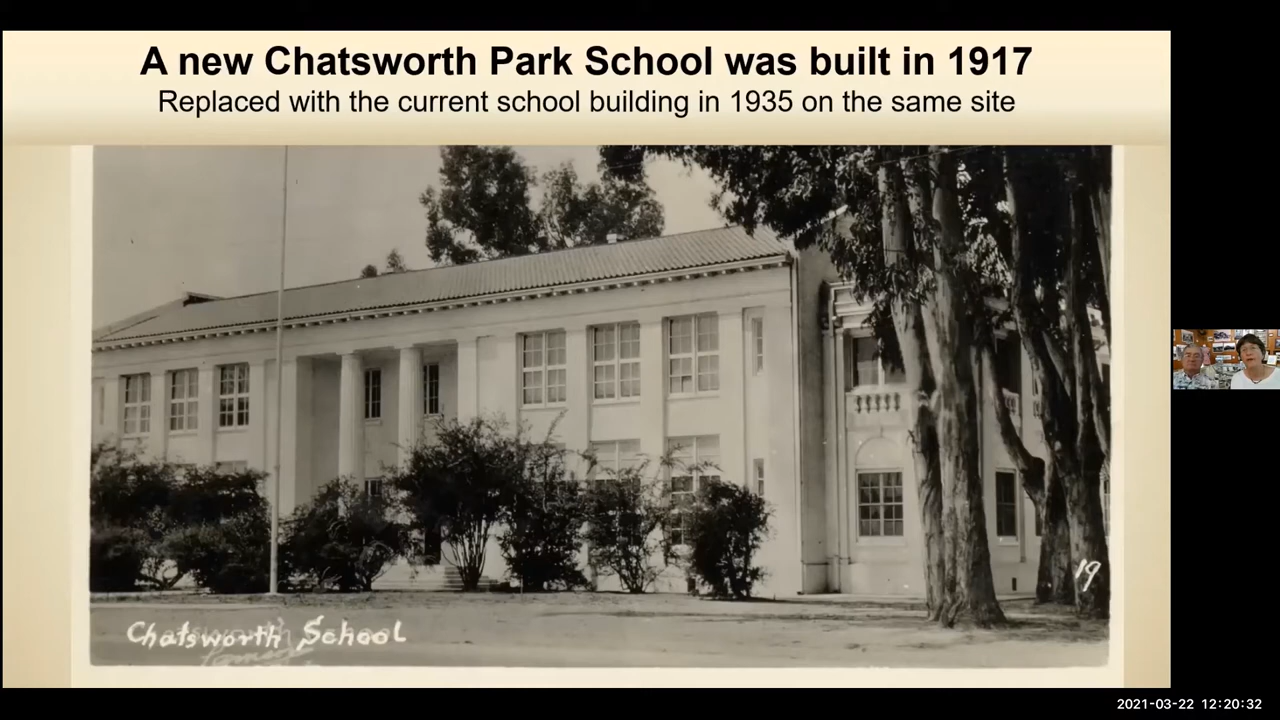 A new Chatsworth Park School was built in 1917
Replaced with the current school building in 1935 on the same site
19
Chatsworth School
2021-03-22 12:20:32